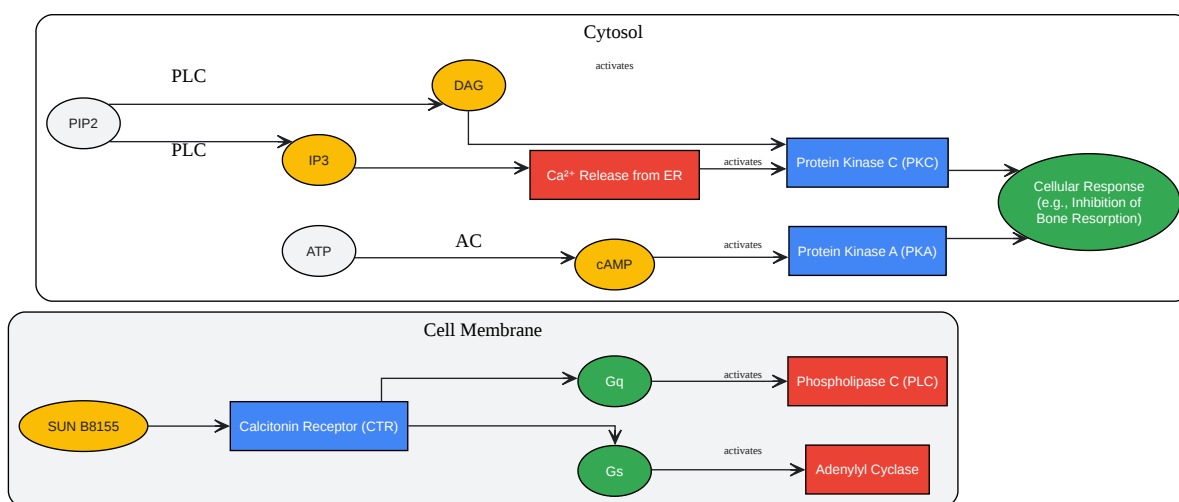 Cytosol
activates
PLC
DAG
PIP2
PLC
IP3
Ca²⁺ Release from ER
activates
Protein Kinase C (PKC)
Cellular Response
(e.g., Inhibition of
Bone Resorption)
ATP
AC
cAMP
activates
Protein Kinase A (PKA)
Cell Membrane
SUN B8155
Calcitonin Receptor (CTR)
Gq
activates
Phospholipase C (PLC)
Gs
activates
Adenylyl Cyclase